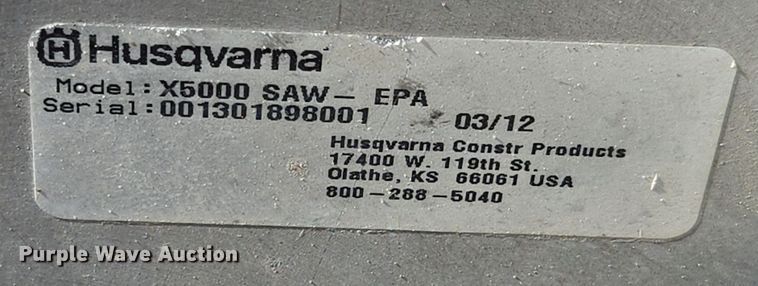 Husqvarna
Model: X5000 SAW- EPA
Serial: 001301898001 03/12
Husqvarna Constr Products
17400 W. 119th St.
Olathe, KS 66061 USA
800-288-5040
Purple Wave Auction